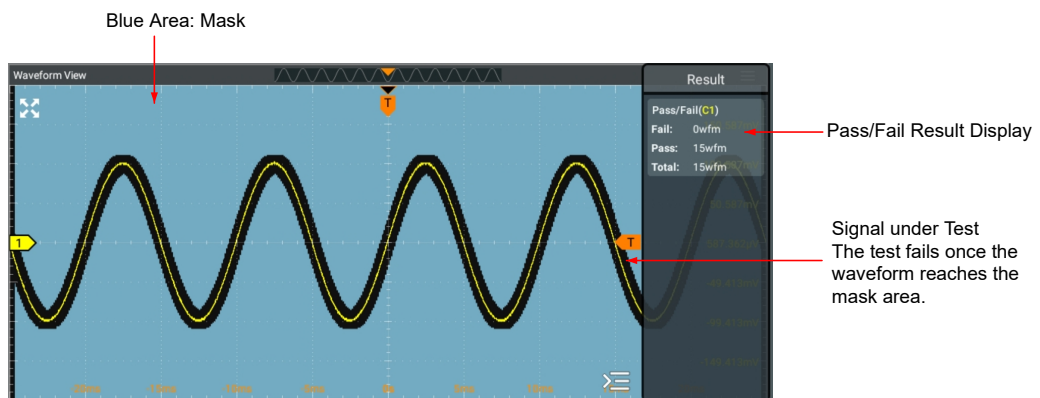 Blue Area: Mask
Waveform View
T
Result
Pass/Fail(C1)
Fail: 0wfm
Pass: 15wfm
Total: 15wfm
Pass/Fail Result Display
1
T
Signal under Test
The test fails once the
waveform reaches the
mask area.